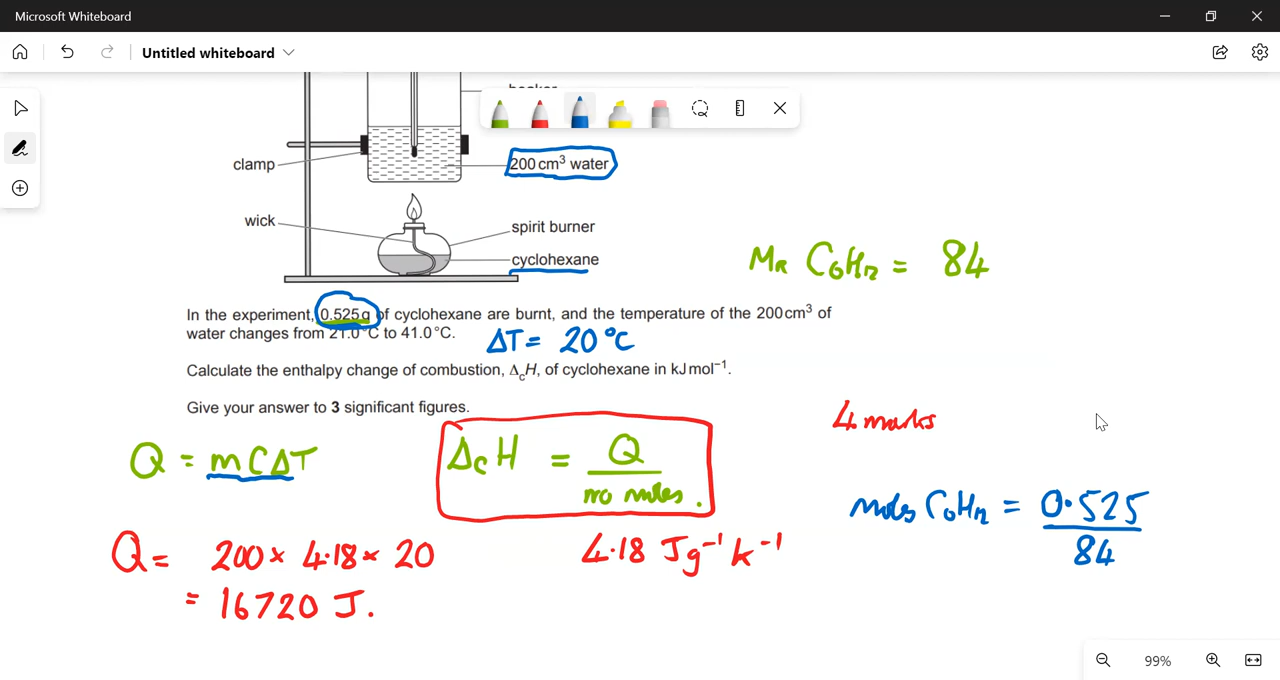 Microsoft Whiteboard
Untitled whiteboard
clamp
200 cm³ water
wick
spirit burner
cyclohexane
Mr C6H12 = 84
In the experiment, 0.525 g of cyclohexane are burnt, and the temperature of the 200 cm³ of
water changes from 21.0 °C to 41.0 °C.
ΔT = 20 °C
Calculate the enthalpy change of combustion, ΔcH, of cyclohexane in kJ mol⁻¹.
Give your answer to 3 significant figures.
4 marks
Q = mCΔT
ΔcH = Q
no moles.
moles C6H12 = 0.525
84
Q = 200 × 4.18 × 20
4.18 Jg⁻¹ k⁻¹
= 16720 J.
99%